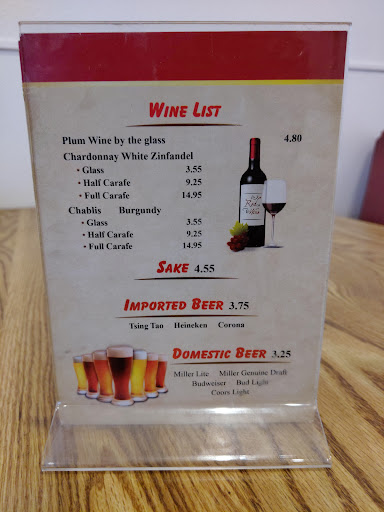 WINE LIST
Plum Wine by the glass 4.80
Chardonnay White Zinfandel
• Glass 3.55
• Half Carafe 9.25
• Full Carafe 14.95
Chablis Burgundy
• Glass 3.55
• Half Carafe 9.25
• Full Carafe 14.95
SAKE 4.55
IMPORTED BEER 3.75
Tsing Tao Heineken Corona
DOMESTIC BEER 3.25
Miller Lite Miller Genuine Draft
Budweiser Bud Light
Coors Light